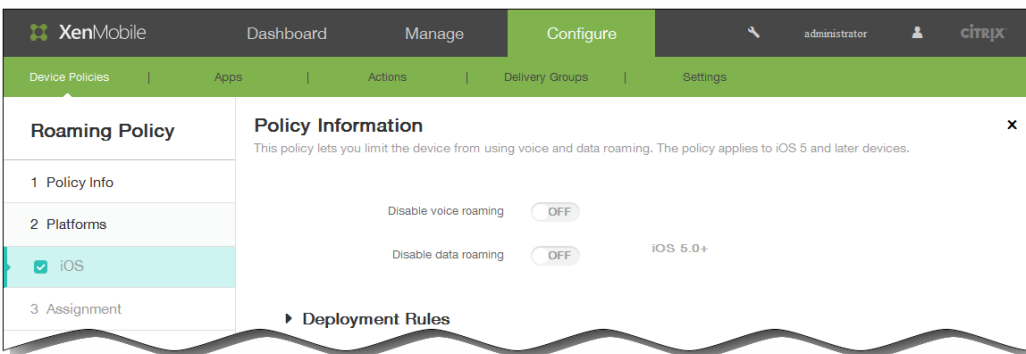 XenMobile Dashboard Manage Configure administrator CITRIX
Device Policies | Apps | Actions | Delivery Groups | Settings
Roaming Policy
1 Policy Info
2 Platforms
iOS
3 Assignment
Policy Information
This policy lets you limit the device from using voice and data roaming. The policy applies to iOS 5 and later devices.
Disable voice roaming OFF
Disable data roaming OFF iOS 5.0+
Deployment Rules